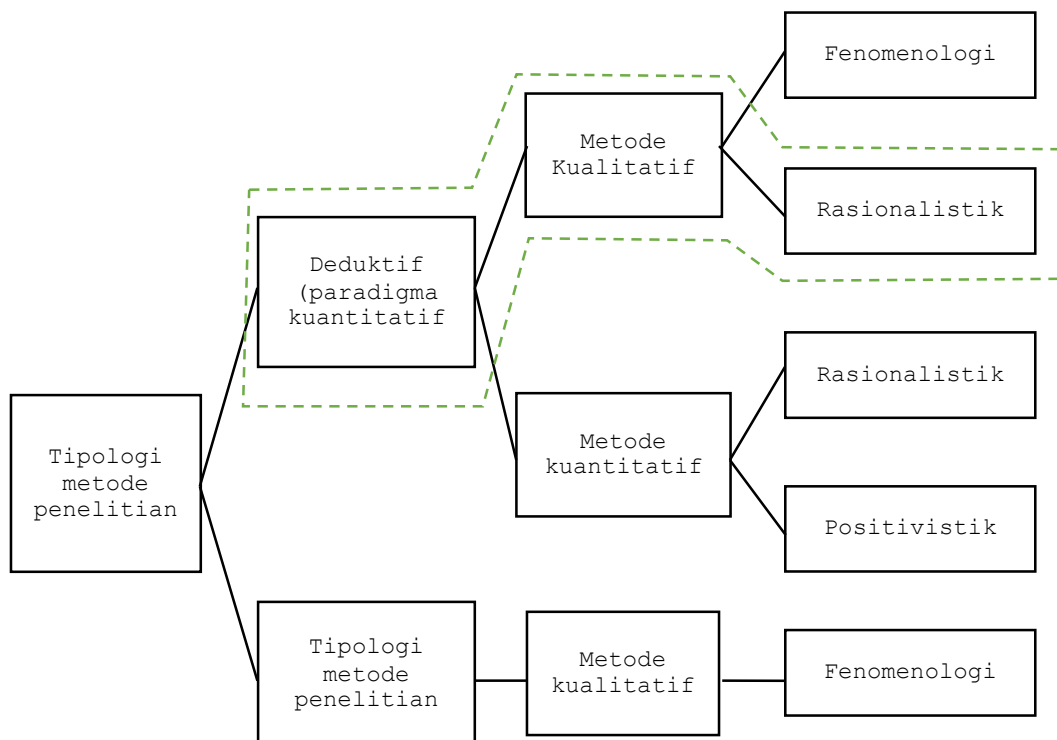 Fenomenologi
Metode
Kualitatif
Rasionalistik
Deduktif
(paradigma
kuantitatif
Rasionalistik
Metode
kuantitatif
Tipologi
metode
penelitian
Positivistik
Tipologi
metode
penelitian
Metode
kualitatif
Fenomenologi